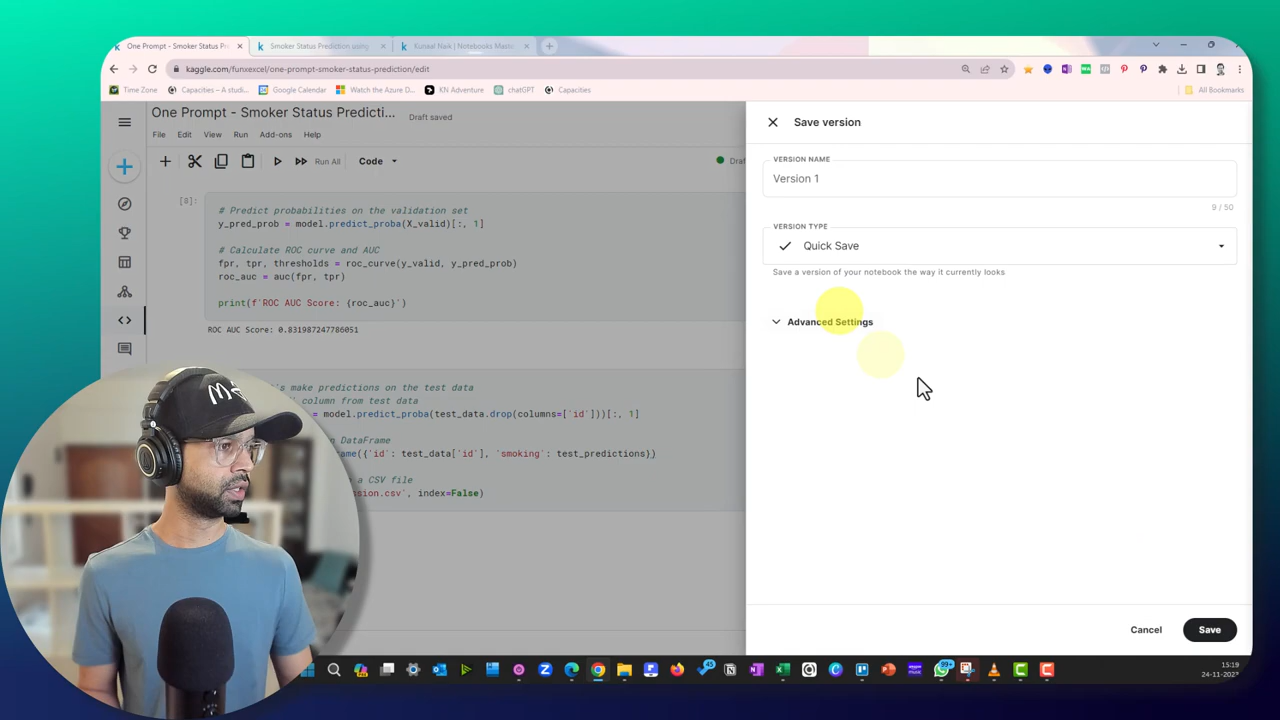 One Prompt - Smoker Status Pr
Smoker Status Prediction using
Kunaal Naik | Notebooks Maste
kaggle.com/funxexcel/one-prompt-smoker-status-prediction/edit
Time Zone
Capacities – A studi...
Google Calendar
Watch the Azure D...
KN Adventure
chatGPT
Capacities
All Bookmarks
One Prompt - Smoker Status Predicti...
Draft saved
File Edit View Run Add-ons Help
Run All
Code
Draf
[8]:
# Predict probabilities on the validation set
y_pred_prob = model.predict_proba(X_valid)[:, 1]
# Calculate ROC curve and AUC
fpr, tpr, thresholds = roc_curve(y_valid, y_pred_prob)
roc_auc = auc(fpr, tpr)
print(f'ROC AUC Score: {roc_auc}')
ROC AUC Score: 0.831987247786051
's make predictions on the test data
column from test data
= model.predict_proba(test_data.drop(columns=['id']))[:, 1]
n DataFrame
frame({'id': test_data['id'], 'smoking': test_predictions})
a CSV file
ssion.csv', index=False)
Save version
VERSION NAME
Version 1
9 / 50
VERSION TYPE
Quick Save
Save a version of your notebook the way it currently looks
Advanced Settings
Cancel
Save
45
99+
15:19
24-11-2023